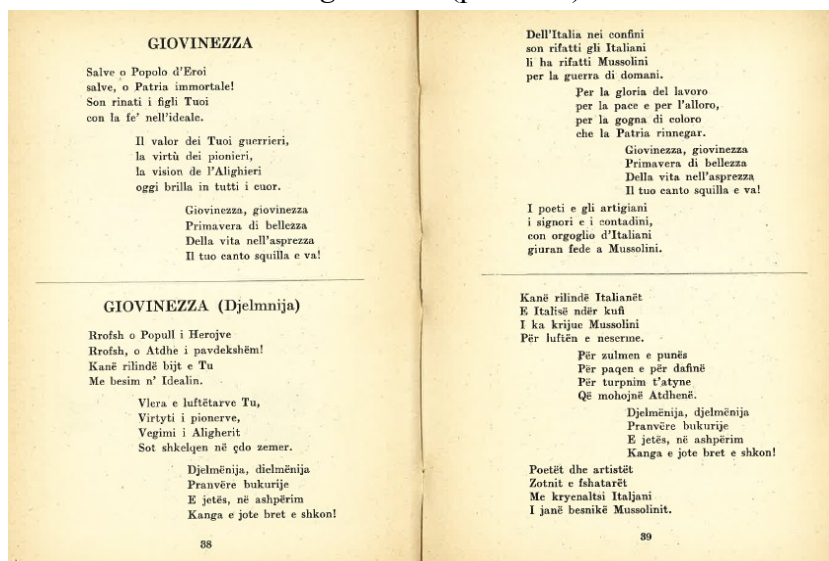 GIOVINEZZA
Salve o Popolo d'Eroi
salve, o Patria immortale!
Son rinati i figli Tuoi
con la fe' nell'ideale.
Il valor dei Tuoi guerrieri,
la virtù dei pionieri,
la vision de l'Alighieri
oggi brilla in tutti i cuor.
Giovinezza, giovinezza
Primavera di bellezza
Della vita nell'asprezza
Il tuo canto squilla e va!
GIOVINEZZA (Djelmnija)
Rrofsh o Popull i Herojve
Rrofsh, o Atdhe i pavdekshëm!
Kanë rilindë bijt e Tu
Me besim n' Idealin.
Vlera e luftëtarve Tu,
Virtyti i pionerve,
Vegimi i Aligherit
Sot shkelqen në çdo zemer.
Djelmënija, dielmënija
Pranvëre bukurije
E jetës, në ashpërim
Kanga e jote bret e shkon!
38
Dell'Italia nei confini
son rifatti gli Italiani
li ha rifatti Mussolini
per la guerra di domani.
Per la gloria del lavoro
per la pace e per l'alloro,
per la gogna di coloro
che la Patria rinnegar.
Giovinezza, giovinezza
Primavera di bellezza
Della vita nell'asprezza
Il tuo canto squilla e va!
I poeti e gli artigiani
i signori e i contadini,
con orgoglio d'Italiani
giuran fede a Mussolini.
Kanë rilindë Italianët
E Italisë ndër kufi
I ka krijue Mussolini
Për luftën e neserme.
Për zulmen e punës
Për paqen e për dafinë
Për turpnim t'atyne
Që mohojnë Atdhenë.
Djelmënija, djelmënija
Pranvëre bukurije
E jetës, në ashpërim
Kanga e jote bret e shkon!
Poetët dhe artistët
Zotnit e fshatarët
Me kryenaltsi Italjani
I janë besnikë Mussolinit.
39